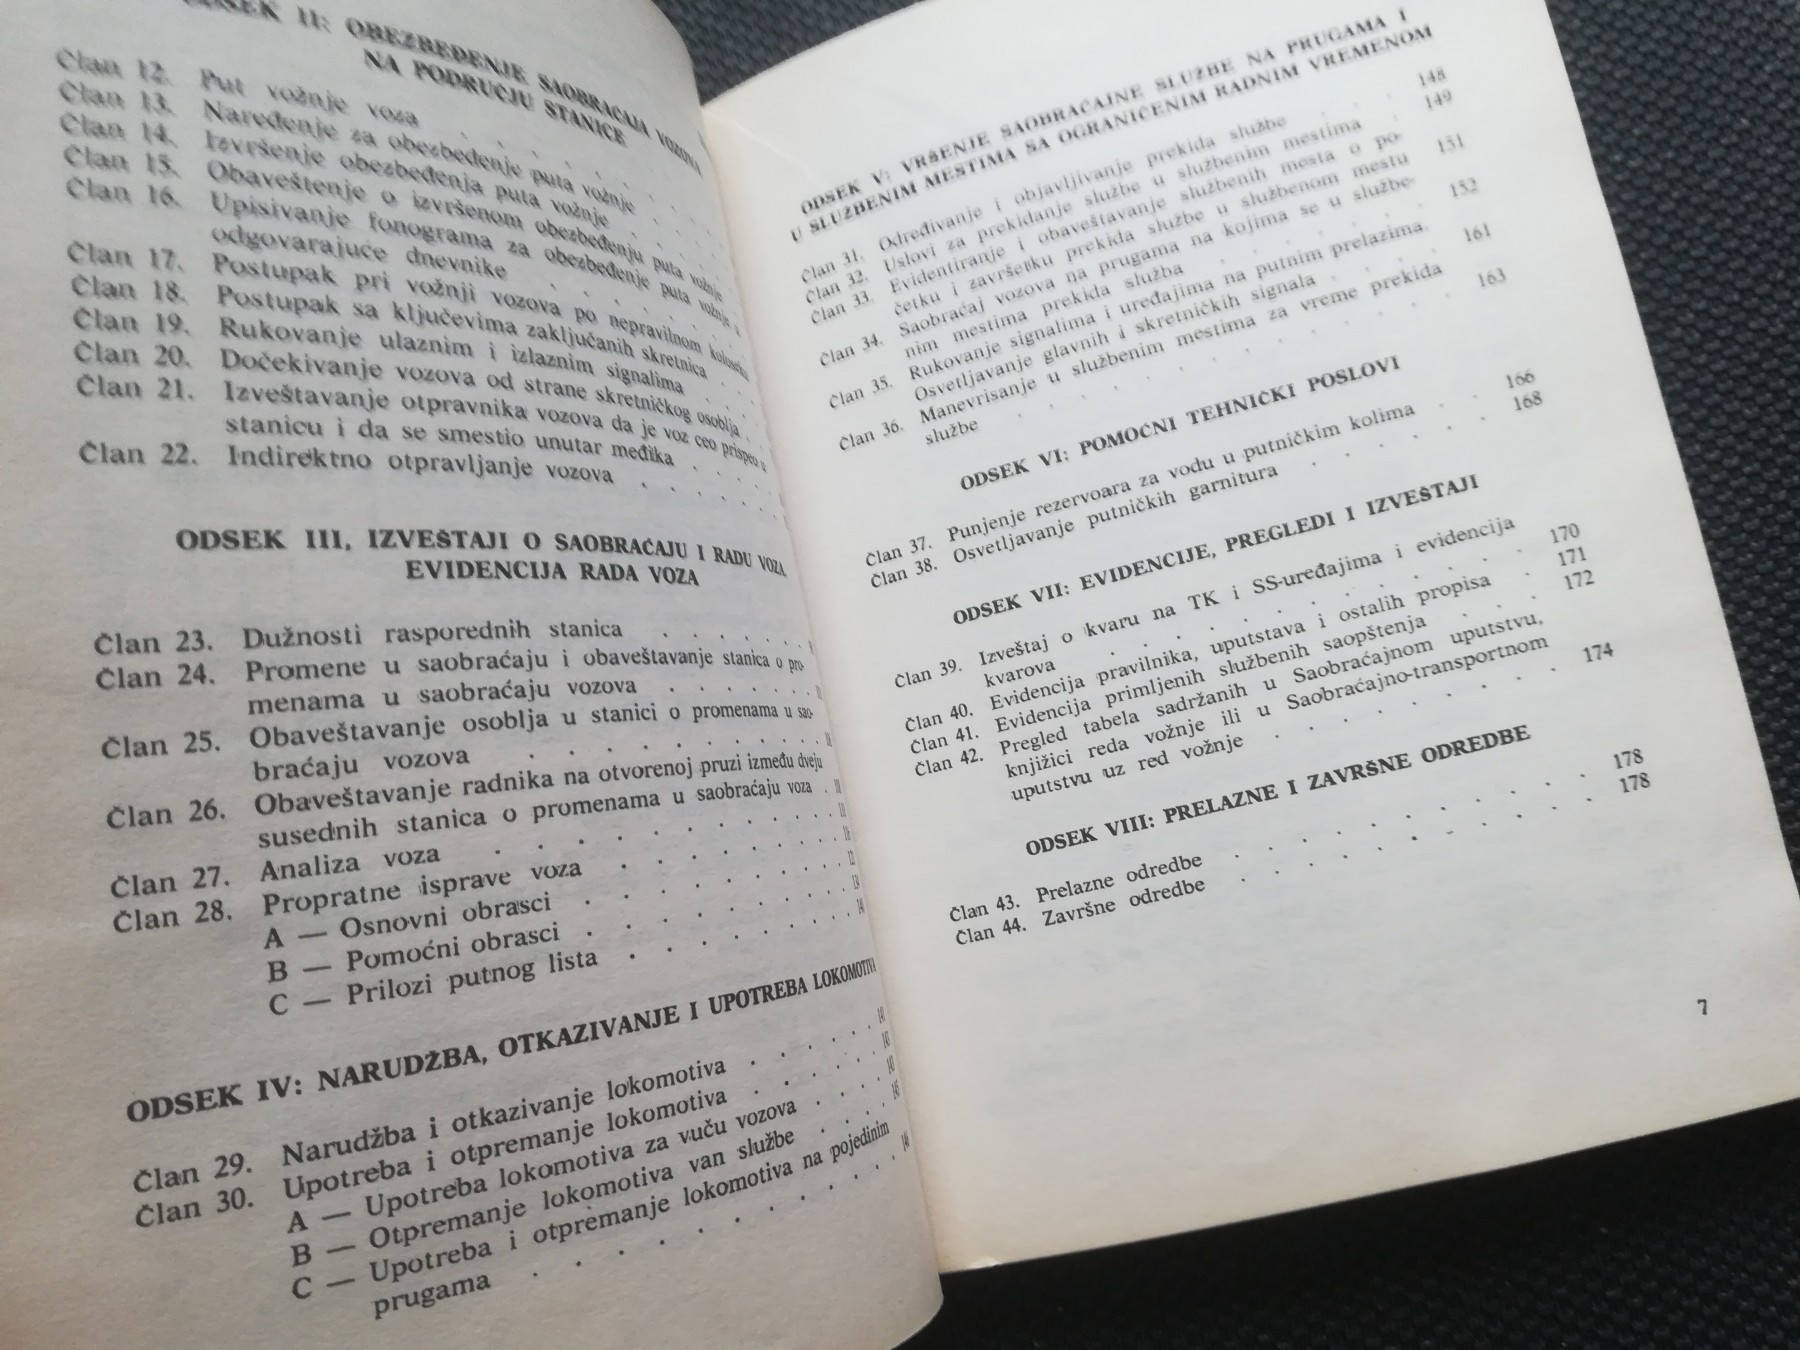 ODSEK II: OBEZBEĐENJE SAOBRAĆAJA VOZOVA
NA PODRUČJU STANICE
Član 12. Put vožnje voza . . . .
Član 13. Naređenje za obezbeđenje puta vožnje
Član 14. Izvršenje obezbeđenja puta vožnje . .
Član 15. Obaveštenje o izvršenom obezbeđenju puta vožnje
Član 16. Upisivanje fonograma za obezbeđenje puta vožnje u
odgovarajuće dnevnike . . . . .
Član 17. Postupak pri vožnji vozova po nepravilnom koloseku
Član 18. Postupak sa ključevima zaključanih skretnica .
Član 19. Rukovanje ulaznim i izlaznim signalima . . .
Član 20. Dočekivanje vozova od strane skretničkog osoblja .
Član 21. Izveštavanje otpravnika vozova da je voz ceo prispeo u
stanicu i da se smestio unutar međika . . . .
Član 22. Indirektno otpravljanje vozova . . . . .
ODSEK III, IZVEŠTAJI O SAOBRAĆAJU I RADU VOZA
EVIDENCIJA RADA VOZA
Član 23. Dužnosti rasporednih stanica . . . . . . .
Član 24. Promene u saobraćaju i obaveštavanje stanica o pro-
menama u saobraćaju vozova . . . . . . .
Član 25. Obaveštavanje osoblja u stanici o promenama u sao-
braćaju vozova . . . . . . . . . .
Član 26. Obaveštavanje radnika na otvorenoj pruzi između dveju
susednih stanica o promenama u saobraćaju voza .
Član 27. Analiza voza . . . . . . . . . .
Član 28. Propratne isprave voza . . . . . . . .
A — Osnovni obrasci . . . . . . . .
B — Pomoćni obrasci . . . . . . . .
C — Prilozi putnog lista . . . . . . .
ODSEK IV: NARUDŽBA, OTKAZIVANJE I UPOTREBA LOKOMOTIVA
Član 29. Narudžba i otkazivanje lokomotiva . . . . .
Član 30. Upotreba i otpremanje lokomotiva . . . . .
A — Upotreba lokomotiva za vuču vozova . . . .
B — Otpremanje lokomotiva van službe . . . .
C — Upotreba i otpremanje lokomotiva na pojedinim
prugama . . . . . . . . . .
ODSEK V: VRŠENJE SAOBRAĆAJNE SLUŽBE NA PRUGAMA I
U SLUŽBENIM MESTIMA SA OGRANIČENIM RADNIM VREMENOM
Član 31. Određivanje i objavljivanje prekida službe . . 148
Član 32. Uslovi za prekidanje službe u službenim mestima . 149
Član 33. Evidentiranje i obaveštavanje službenih mesta o po-
četku i završetku prekida službe u službenom mestu 151
Član 34. Saobraćaj vozova na prugama na kojima se u službe-
nim mestima prekida služba . . . . . . 152
Član 35. Rukovanje signalima i uređajima na putnim prelazima.
Osvetljavanje glavnih i skretničkih signala . . . . 161
Član 36. Manevrisanje u službenim mestima za vreme prekida
službe . . . . . . . . . . 163
ODSEK VI: POMOĆNI TEHNIČKI POSLOVI
Član 37. Punjenje rezervoara za vodu u putničkim kolima . . 166
Član 38. Osvetljavanje putničkih garnitura . . . . . 168
ODSEK VII: EVIDENCIJE, PREGLEDI I IZVEŠTAJI
Član 39. Izveštaj o kvaru na TK i SS-uređajima i evidencija
kvarova . . . . . . . . . . 170
Član 40. Evidencija pravilnika, uputstava i ostalih propisa . 171
Član 41. Evidencija primljenih službenih saopštenja . . . 172
Član 42. Pregled tabela sadržanih u Saobraćajnom uputstvu,
knjižici reda vožnje ili u Saobraćajno-transportnom
uputstvu uz red vožnje . . . . . . . 174
ODSEK VIII: PRELAZNE I ZAVRŠNE ODREDBE
Član 43. Prelazne odredbe . . . . . . . . 178
Član 44. Završne odredbe . . . . . . . . 178
7